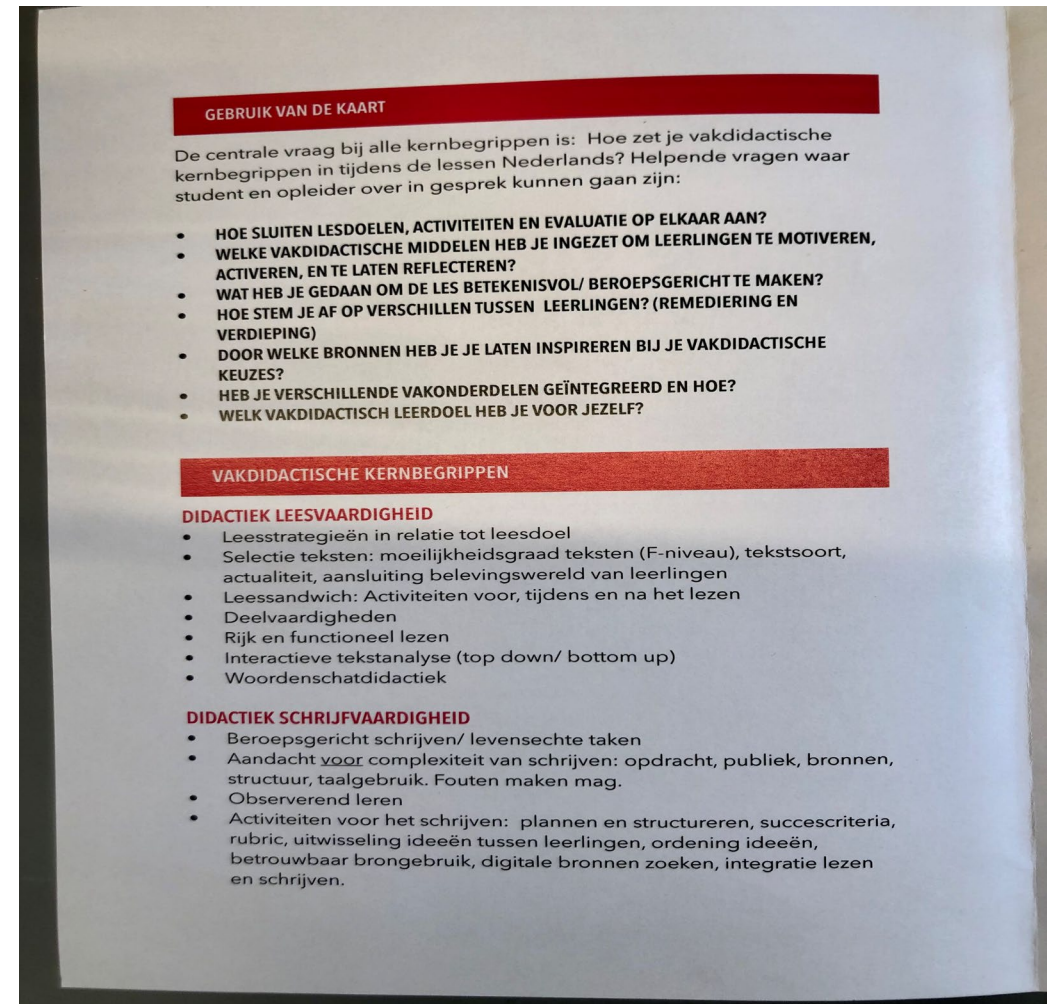 GEBRUIK VAN DE KAART
De centrale vraag bij alle kernbegrippen is: Hoe zet je vakdidactische
kernbegrippen in tijdens de lessen Nederlands? Helpende vragen waar
student en opleider over in gesprek kunnen gaan zijn:
• HOE SLUITEN LESDOELEN, ACTIVITEITEN EN EVALUATIE OP ELKAAR AAN?
• WELKE VAKDIDACTISCHE MIDDELEN HEB JE INGEZET OM LEERLINGEN TE MOTIVEREN,
ACTIVEREN, EN TE LATEN REFLECTEREN?
• WAT HEB JE GEDAAN OM DE LES BETEKENISVOL/ BEROEPSGERICHT TE MAKEN?
• HOE STEM JE AF OP VERSCHILLEN TUSSEN LEERLINGEN? (REMEDIERING EN
VERDIEPING)
• DOOR WELKE BRONNEN HEB JE JE LATEN INSPIREREN BIJ JE VAKDIDACTISCHE
KEUZES?
• HEB JE VERSCHILLENDE VAKONDERDELEN GEÏNTEGREERD EN HOE?
• WELK VAKDIDACTISCH LEERDOEL HEB JE VOOR JEZELF?
VAKDIDACTISCHE KERNBEGRIPPEN
DIDACTIEK LEESVAARDIGHEID
• Leesstrategieën in relatie tot leesdoel
• Selectie teksten: moeilijkheidsgraad teksten (F-niveau), tekstsoort,
actualiteit, aansluiting belevingswereld van leerlingen
• Leessandwich: Activiteiten voor, tijdens en na het lezen
• Deelvaardigheden
• Rijk en functioneel lezen
• Interactieve tekstanalyse (top down/ bottom up)
• Woordenschatdidactiek
DIDACTIEK SCHRIJFVAARDIGHEID
• Beroepsgericht schrijven/ levensechte taken
• Aandacht voor complexiteit van schrijven: opdracht, publiek, bronnen,
structuur, taalgebruik. Fouten maken mag.
• Observerend leren
• Activiteiten voor het schrijven: plannen en structureren, succescriteria,
rubric, uitwisseling ideeën tussen leerlingen, ordening ideeën,
betrouwbaar brongebruik, digitale bronnen zoeken, integratie lezen
en schrijven.